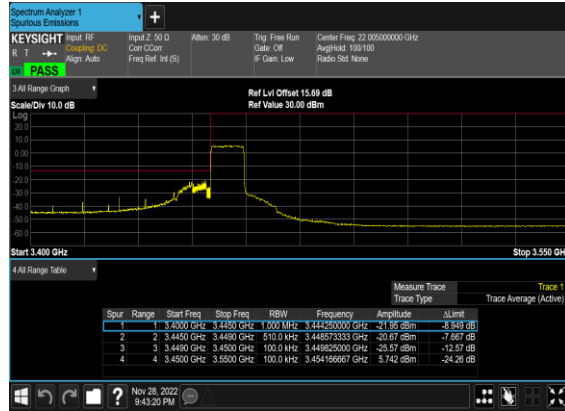 Spectrum Analyzer 1
Spurious Emissions
+
KEYSIGHT Input: RF Input Z: 50 Ω Atten: 30 dB Trig: Free Run Center Freq: 22.005000000 GHz
R T Coupling: DC Corr CCorr Gate: Off Avg|Hold: 100/100
Align: Auto Freq Ref: Int (S) IF Gain: Low Radio Std: None
PASS
3 All Range Graph
Ref Lvl Offset 15.69 dB
Scale/Div 10.0 dB Ref Value 30.00 dBm
Log
20.0
10.0
0.00
-10.0
-20.0
-30.0
-40.0
-50.0
-60.0
Start 3.400 GHz Stop 3.550 GH
4 All Range Table
Measure Trace Trace 1
Trace Type Trace Average (Active)
Spur Range Start Freq Stop Freq RBW Frequency Amplitude ΔLimit
1 1 3.4000 GHz 3.4450 GHz 1.000 MHz 3.444250000 GHz -21.95 dBm -8.949 dB
2 2 3.4450 GHz 3.4490 GHz 510.0 kHz 3.448573333 GHz -20.67 dBm -7.667 dB
3 3 3.4490 GHz 3.4500 GHz 100.0 kHz 3.449825000 GHz -25.57 dBm -12.57 dB
4 4 3.4500 GHz 3.5500 GHz 100.0 kHz 3.454166667 GHz 5.742 dBm -24.26 dB
? Nov 28, 2022
9:43:20 PM